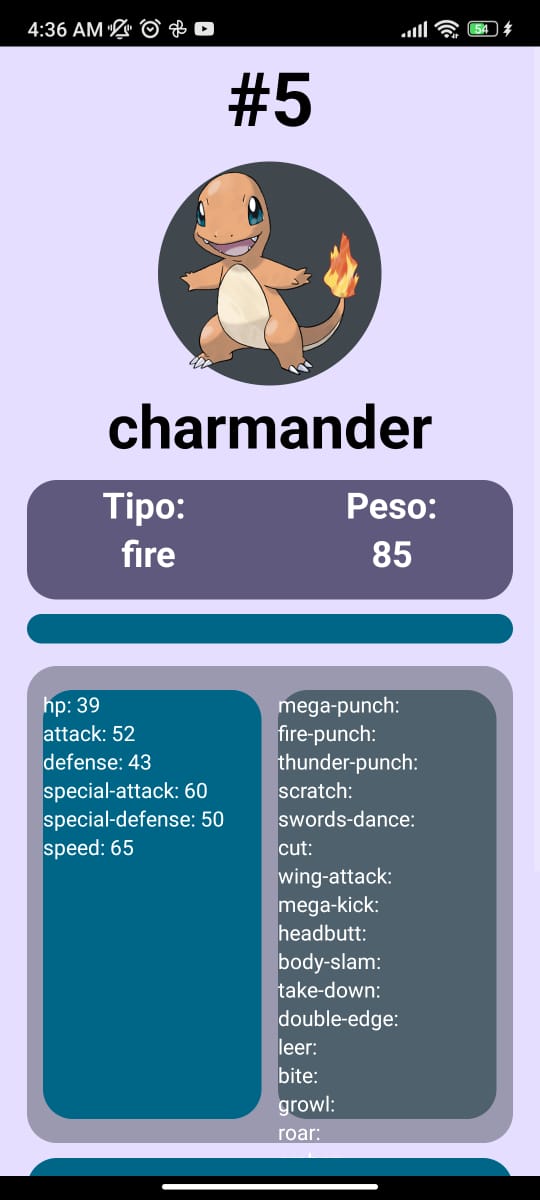 4:36 AM
54
#5
charmander
Tipo:
Peso:
fire
85
hp: 39
attack: 52
defense: 43
special-attack: 60
special-defense: 50
speed: 65
mega-punch:
fire-punch:
thunder-punch:
scratch:
swords-dance:
cut:
wing-attack:
mega-kick:
headbutt:
body-slam:
take-down:
double-edge:
leer:
bite:
growl:
roar: